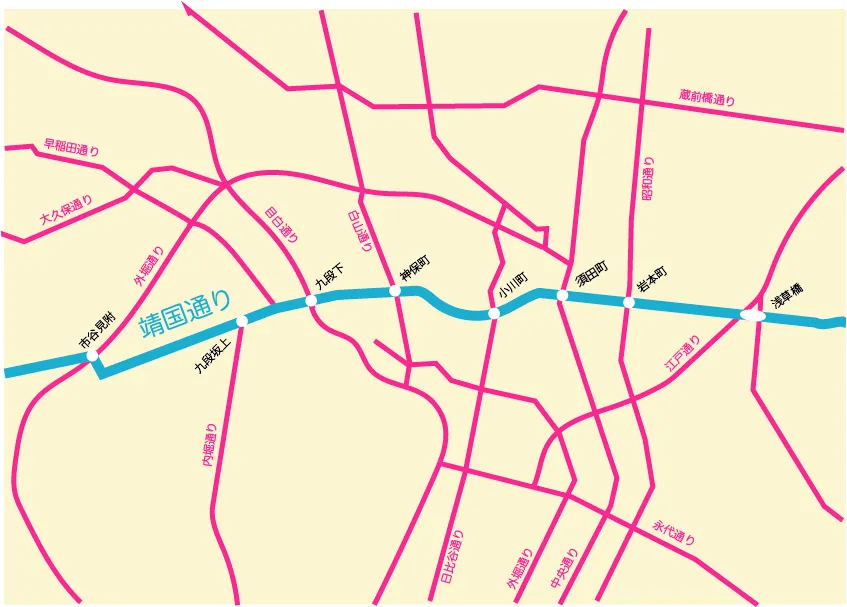 蔵前橋通り
早稲田通り
昭和通り
大久保通り
目白通り
白山通り
外堀通り
神保町
九段下
小川町
須田町
岩本町
浅草橋
靖国通り
市谷見附
九段坂上
江戸通り
内堀通り
永代通り
日比谷通り
外堀通り
中央通り